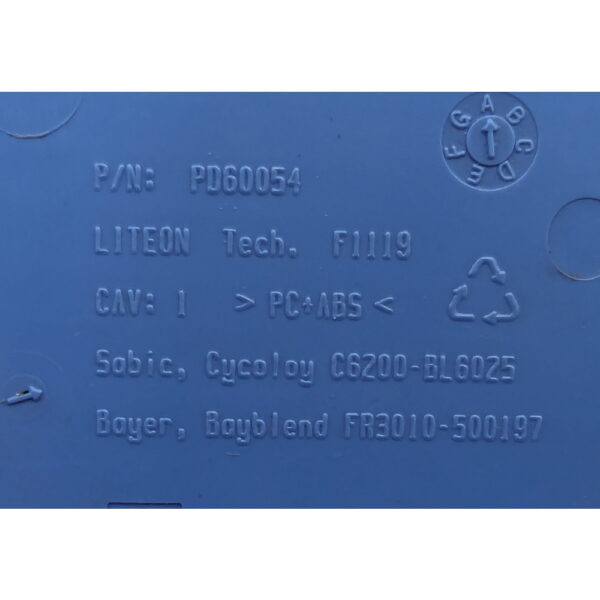 A B C D E F G
P/N: PD60054
LITEON Tech. F1119
CAV: 1 > PC+ABS <
Sabic, Cycoloy C6200-BL6025
Bayer, Bayblend FR3010-500197